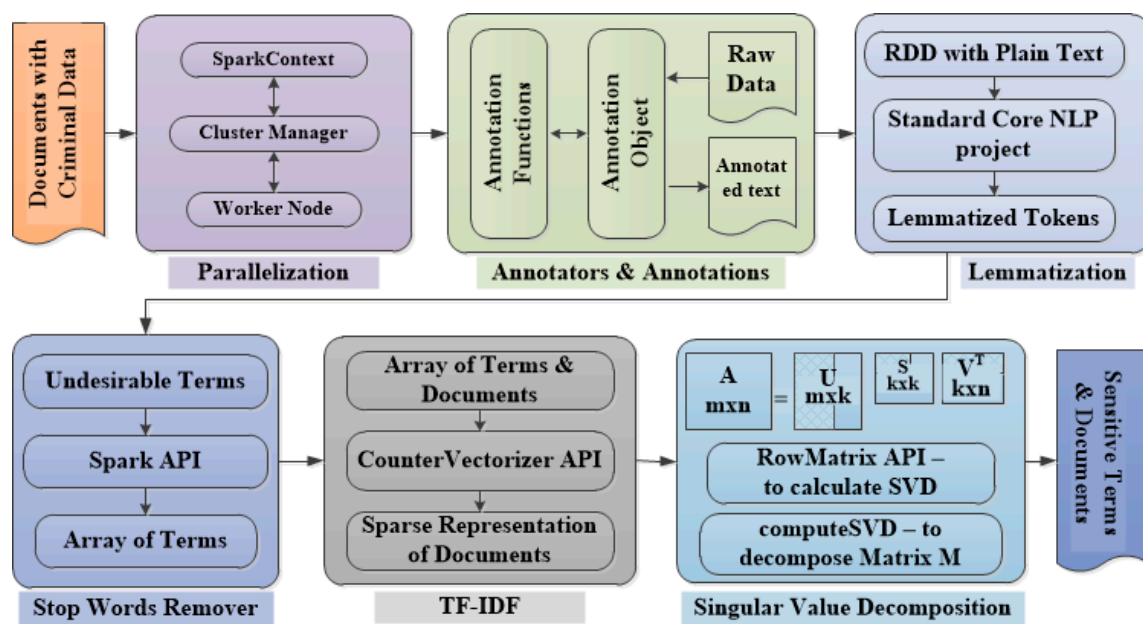 Documents with
Criminal Data
SparkContext
Cluster Manager
Worker Node
Parallelization
Annotation
Functions
Annotation
Object
Raw
Data
Annotat
ed text
Annotators & Annotations
RDD with Plain Text
Standard Core NLP
project
Lemmatized Tokens
Lemmatization
Undesirable Terms
Spark API
Array of Terms
Stop Words Remover
Array of Terms &
Documents
CounterVectorizer API
Sparse Representation
of Documents
TF-IDF
A
mxn
=
U
mxk
S
kxk
V^T
kxn
RowMatrix API –
to calculate SVD
computeSVD – to
decompose Matrix M
Singular Value Decomposition
Sensitive Terms
& Documents